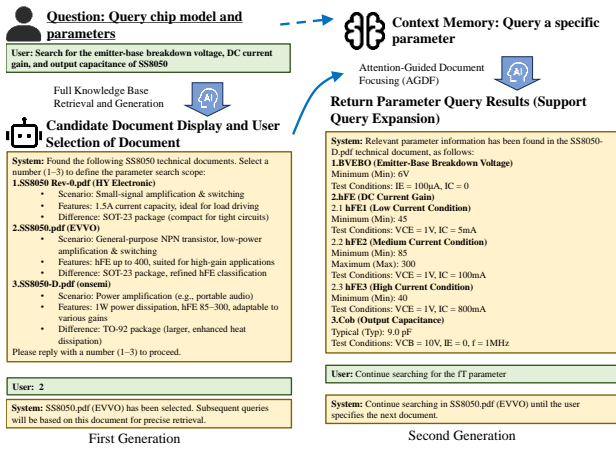 Question: Query chip model and
parameters
User: Search for the emitter-base breakdown voltage, DC current
gain, and output capacitance of SS8050
Full Knowledge Base
Retrieval and Generation
AI
Candidate Document Display and User
Selection of Document
System: Found the following SS8050 technical documents. Select a
number (1–3) to define the parameter search scope:
1.SS8050 Rev-0.pdf (HY Electronic)
• Scenario: Small-signal amplification & switching
• Features: 1.5A current capacity, ideal for load driving
• Difference: SOT-23 package (compact for tight circuits)
2.SS8050.pdf (EVVO)
• Scenario: General-purpose NPN transistor, low-power
amplification & switching
• Features: hFE up to 400, suited for high-gain applications
• Difference: SOT-23 package, refined hFE classification
3.SS8050-D.pdf (onsemi)
• Scenario: Power amplification (e.g., portable audio)
• Features: 1W power dissipation, hFE 85–300, adaptable to
various gains
• Difference: TO-92 package (larger, enhanced heat
dissipation)
Please reply with a number (1–3) to proceed.
User: 2
System: SS8050.pdf (EVVO) has been selected. Subsequent queries
will be based on this document for precise retrieval.
First Generation
Context Memory: Query a specific
parameter
Attention-Guided Document
Focusing (AGDF)
AI
Return Parameter Query Results (Support
Query Expansion)
System: Relevant parameter information has been found in the SS8050-
D.pdf technical document, as follows:
1.BVEBO (Emitter-Base Breakdown Voltage)
Minimum (Min): 6V
Test Conditions: IE = 100μA, IC = 0
2.hFE (DC Current Gain)
2.1 hFE1 (Low Current Condition)
Minimum (Min): 45
Test Conditions: VCE = 1V, IC = 5mA
2.2 hFE2 (Medium Current Condition)
Minimum (Min): 85
Maximum (Max): 300
Test Conditions: VCE = 1V, IC = 100mA
2.3 hFE3 (High Current Condition)
Minimum (Min): 40
Test Conditions: VCE = 1V, IC = 800mA
3.Cob (Output Capacitance)
Typical (Typ): 9.0 pF
Test Conditions: VCB = 10V, IE = 0, f = 1MHz
User: Continue searching for the fT parameter
System: Continue searching in SS8050.pdf (EVVO) until the user
specifies the next document.
Second Generation